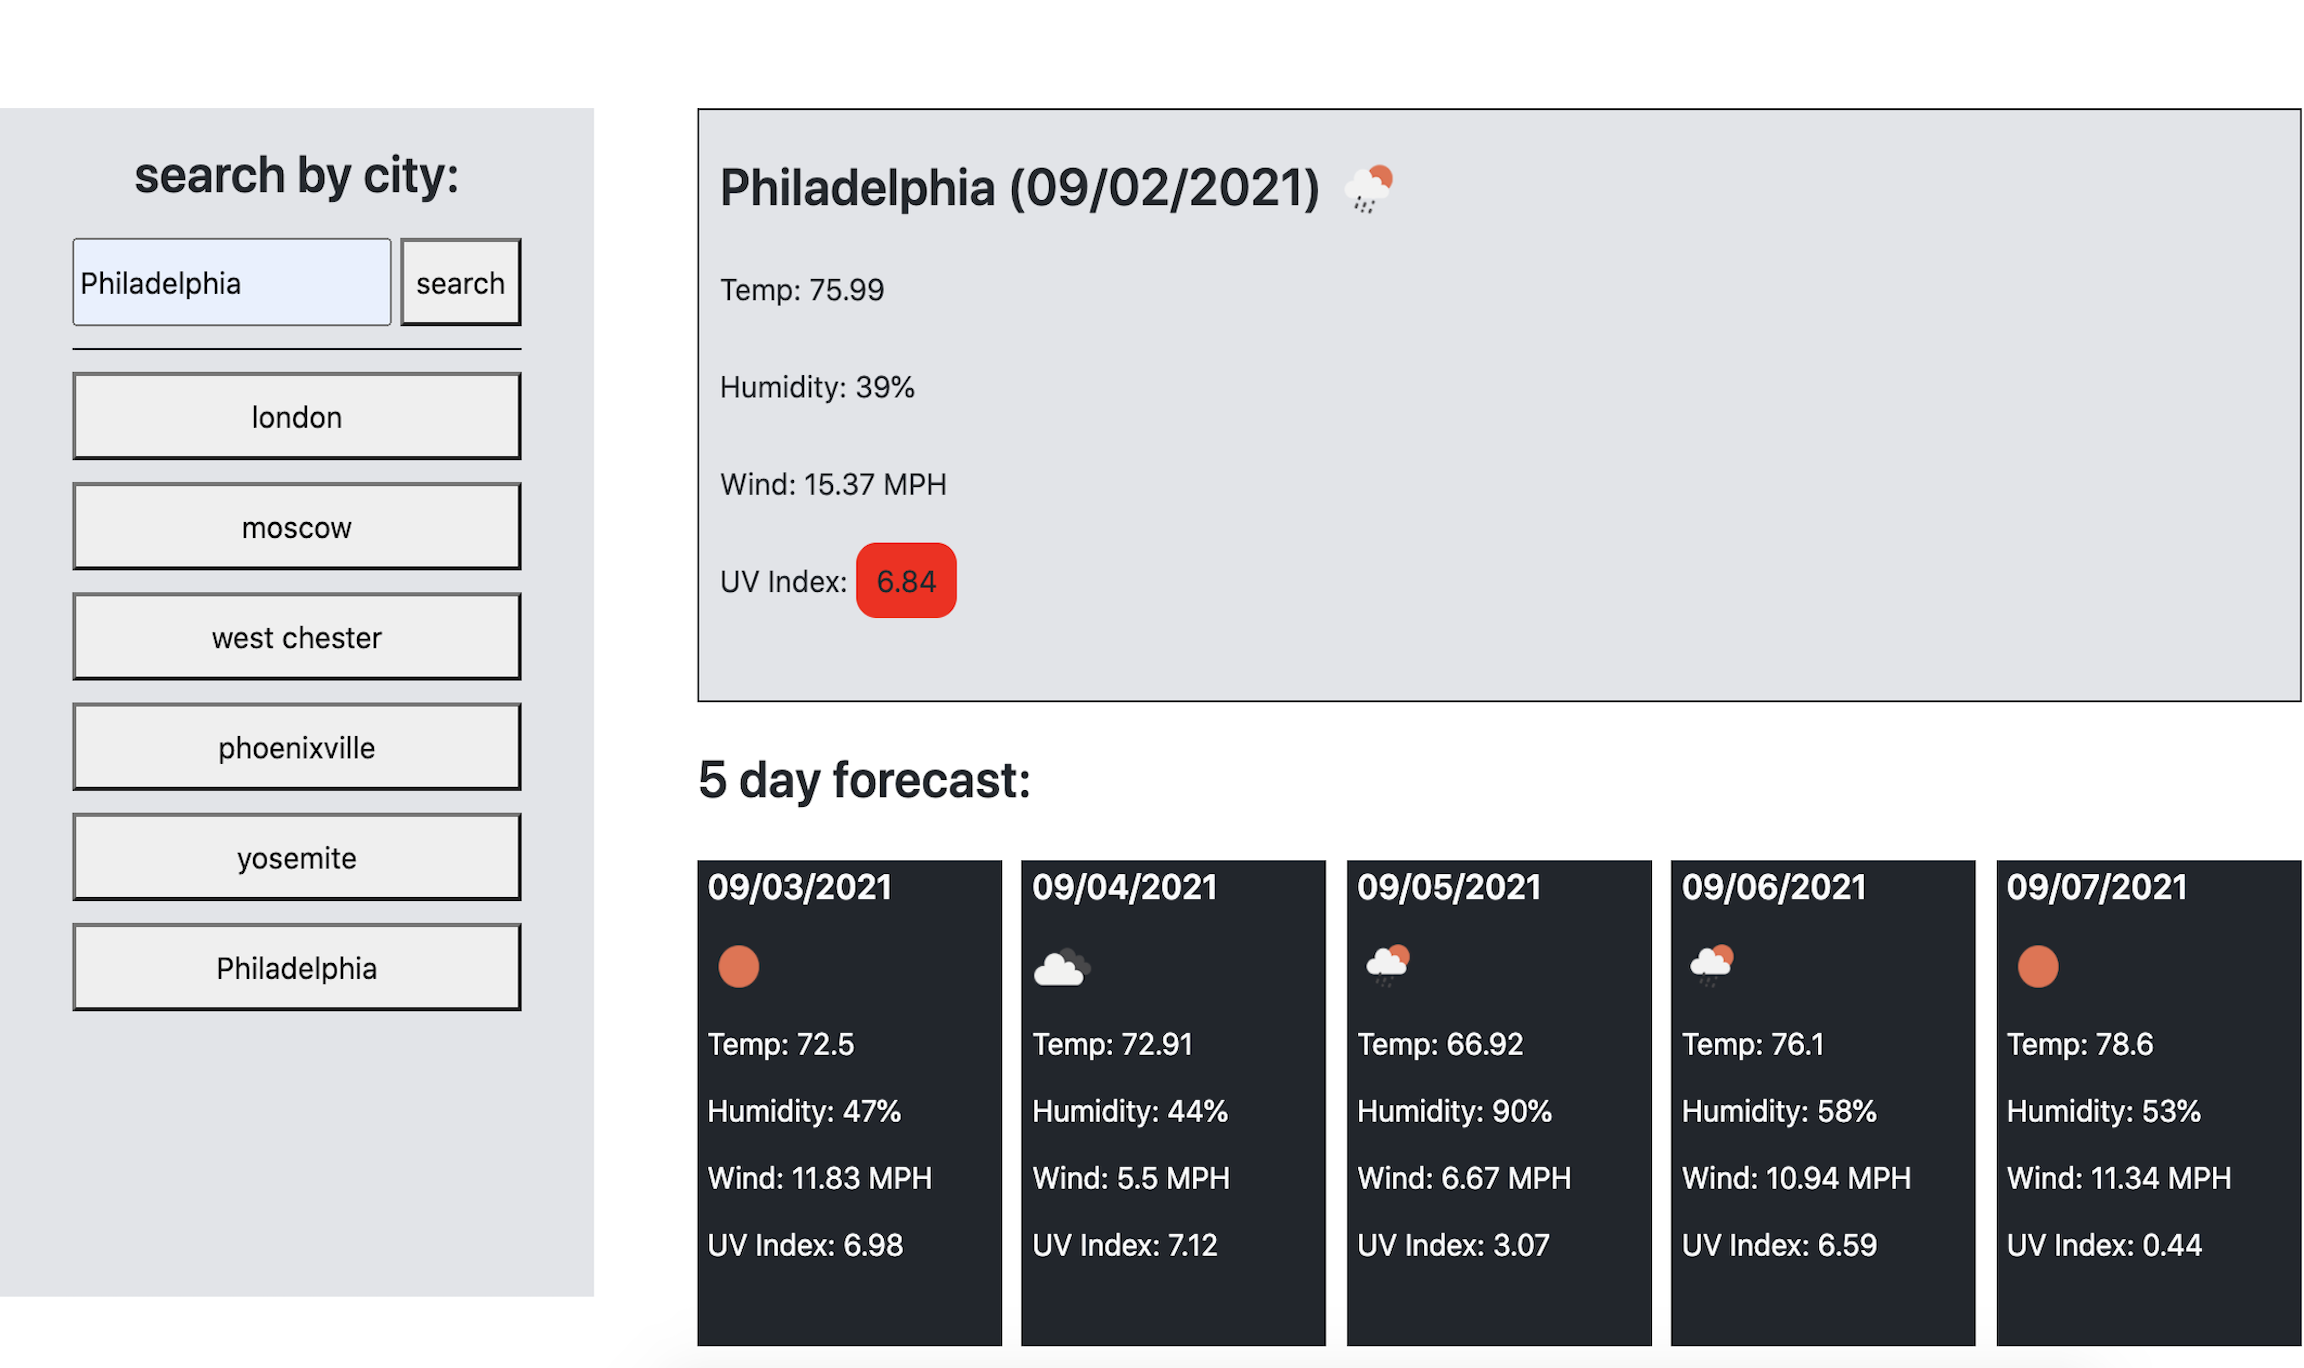 search by city:
Philadelphia
search
london
moscow
west chester
phoenixville
yosemite
Philadelphia
Philadelphia (09/02/2021)
Temp: 75.99
Humidity: 39%
Wind: 15.37 MPH
UV Index: 6.84
5 day forecast:
09/03/2021
Temp: 72.5
Humidity: 47%
Wind: 11.83 MPH
UV Index: 6.98
09/04/2021
Temp: 72.91
Humidity: 44%
Wind: 5.5 MPH
UV Index: 7.12
09/05/2021
Temp: 66.92
Humidity: 90%
Wind: 6.67 MPH
UV Index: 3.07
09/06/2021
Temp: 76.1
Humidity: 58%
Wind: 10.94 MPH
UV Index: 6.59
09/07/2021
Temp: 78.6
Humidity: 53%
Wind: 11.34 MPH
UV Index: 0.44